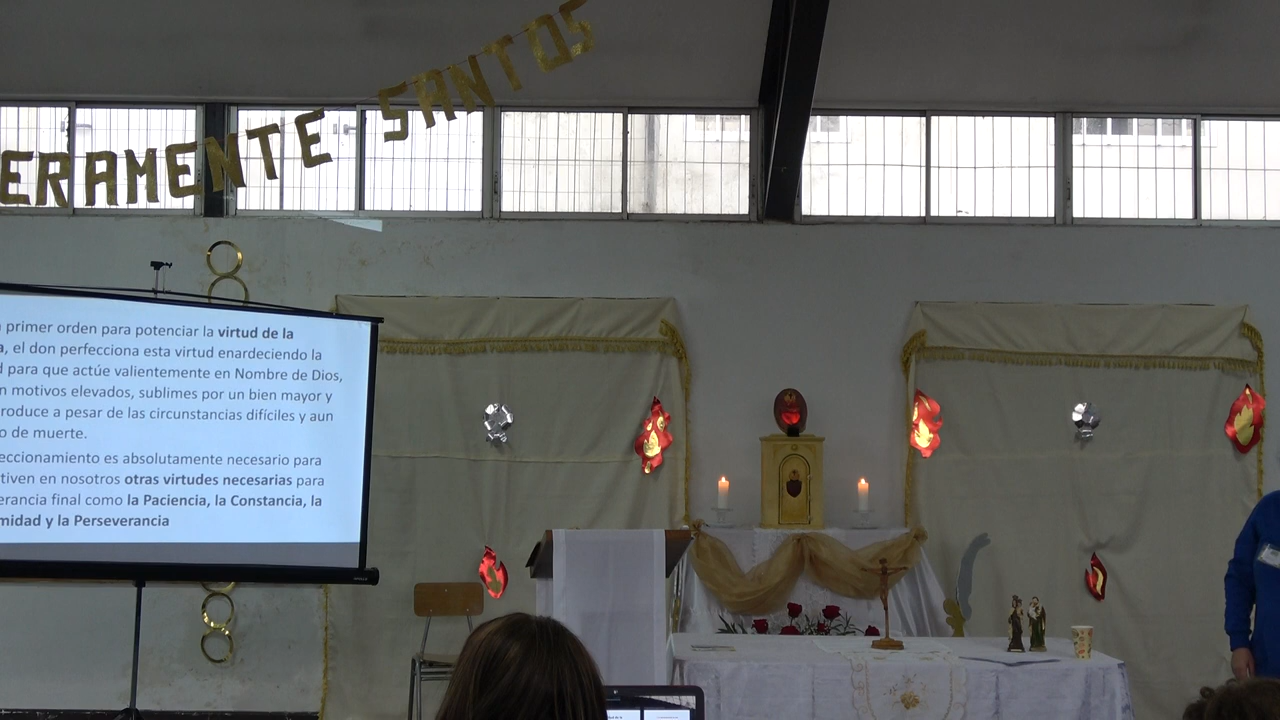 ERAMENTE SANTOS
primer orden para potenciar la virtud de la
, el don perfecciona esta virtud enardeciendo la
d para que actúe valientemente en Nombre de Dios,
n motivos elevados, sublimes por un bien mayor y
roduce a pesar de las circunstancias difíciles y aun
o de muerte.
eccionamiento es absolutamente necesario para
tiven en nosotros otras virtudes necesarias para
erancia final como la Paciencia, la Constancia, la
midad y la Perseverancia